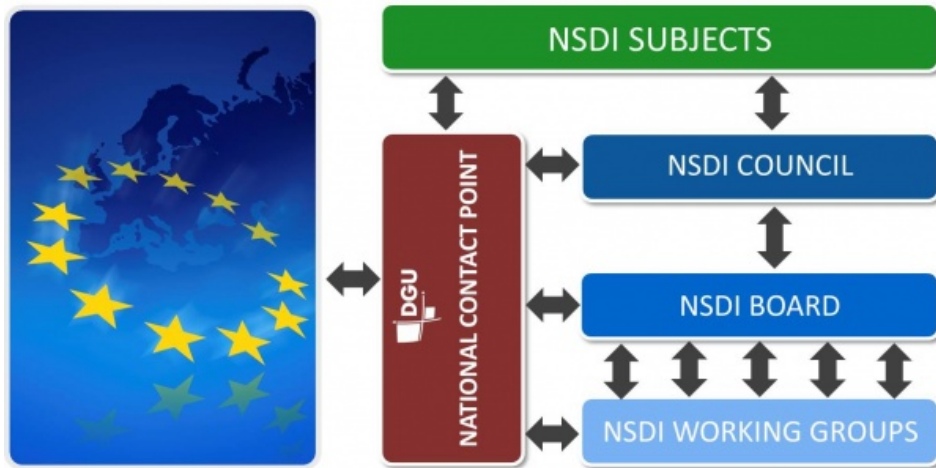 NSDI SUBJECTS
NATIONAL CONTACT POINT
DGU
NSDI COUNCIL
NSDI BOARD
NSDI WORKING GROUPS